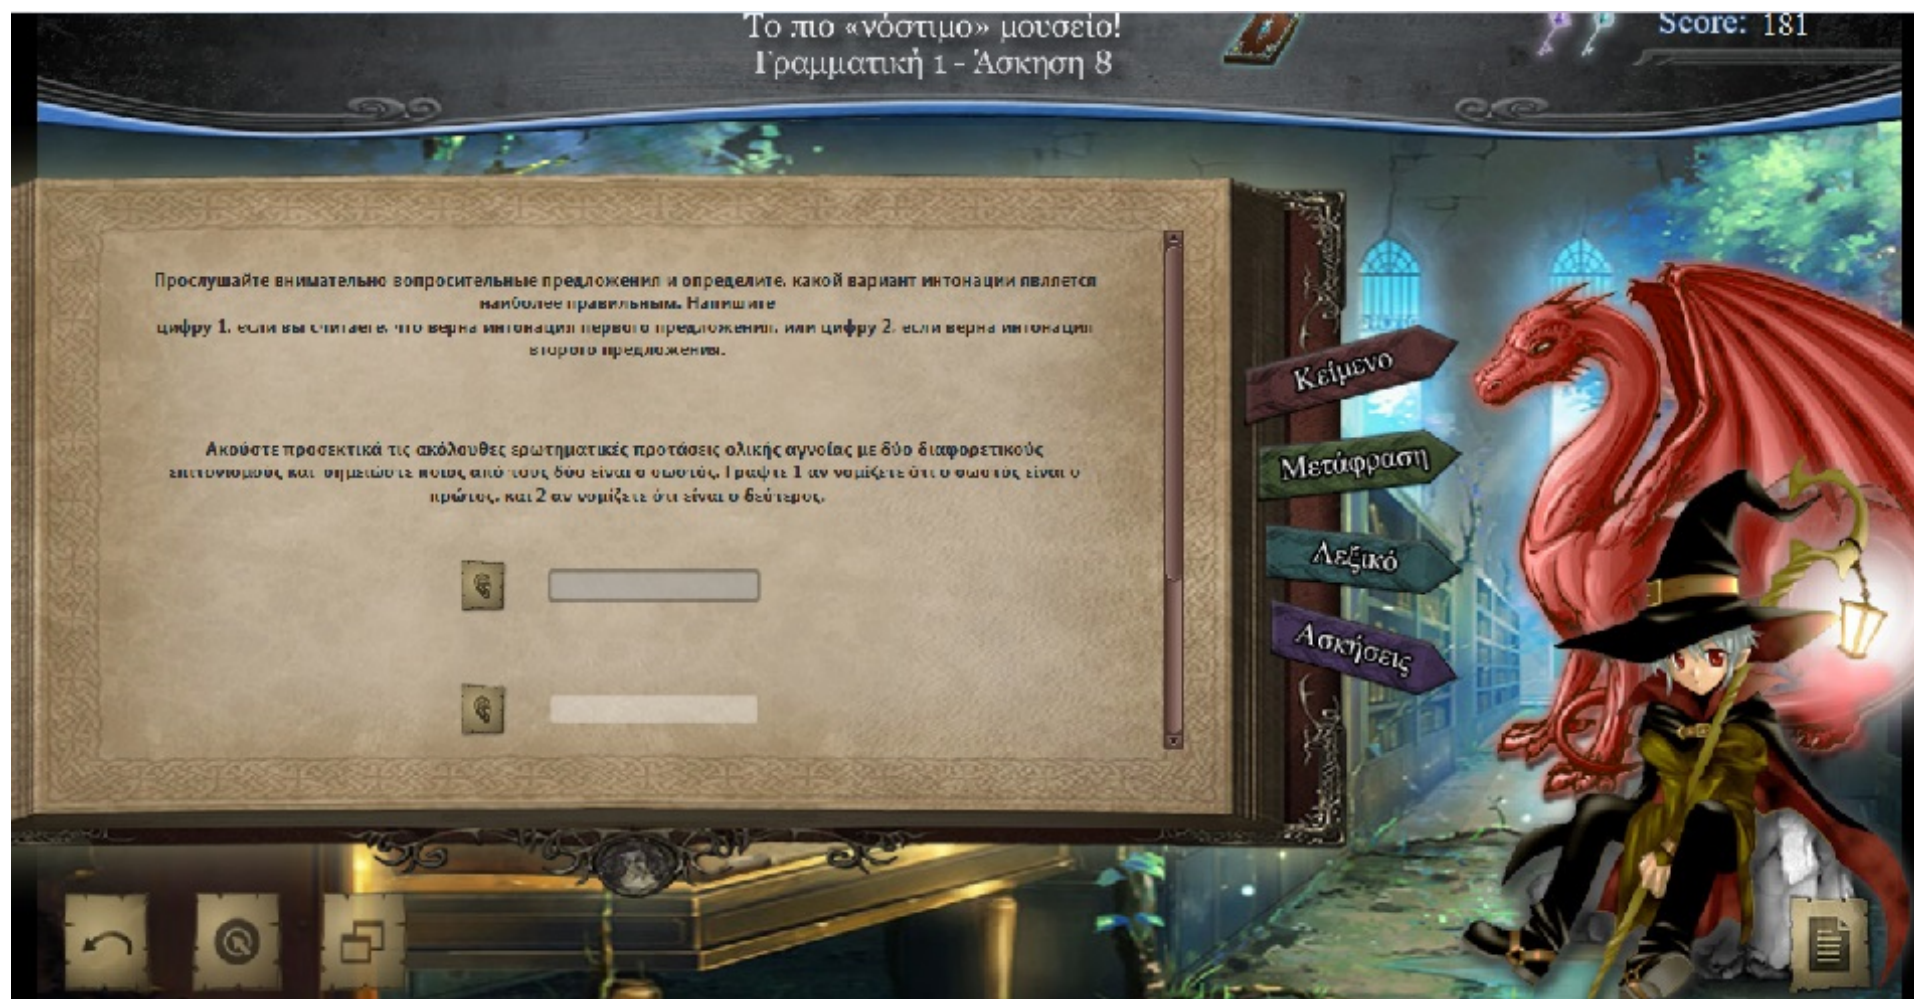 Το πιο «νόστιμο» μουσείο!
Γραμματική 1 - Άσκηση 8
Score: 181
Прослушайте внимательно вопросительные предложения и определите, какой вариант интонации является
наиболее правильным. Напишите
цифру 1, если вы считаете, что верна интонация первого предложения, или цифру 2, если верна интонация
второго предложения.
Ακούστε προσεκτικά τις ακόλουθες ερωτηματικές προτάσεις ολικής αγνοίας με δύο διαφορετικούς
επιτονισμούς και σημειώστε ποιος από τους δύο είναι ο σωστός. Γράψτε 1 αν νομίζετε ότι ο σωστός είναι ο
πρώτος, και 2 αν νομίζετε ότι είναι ο δεύτερος.
Κείμενο
Μετάφραση
Λεξικό
Ασκήσεις